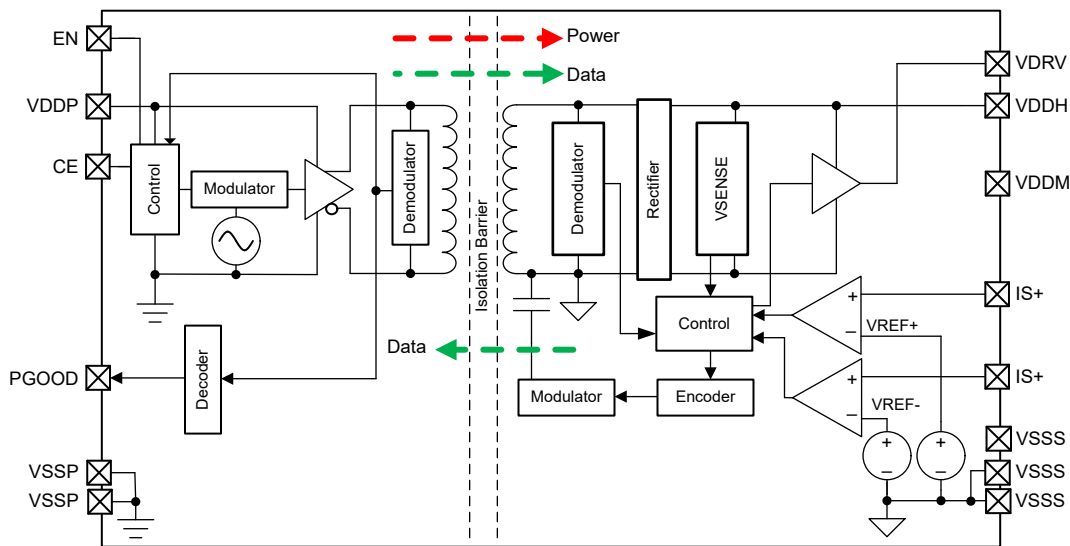 EN
Power
Data
VDRV
VDDP
VDDH
CE
Control
Modulator
Demodulator
Isolation Barrier
Demodulator
Rectifier
VSENSE
VDDM
+
IS+
Control
VREF+
−
Data
PGOOD
Decoder
Modulator
Encoder
+
IS+
VREF-
−
+
−
+
−
VSSS
VSSP
VSSS
VSSP
VSSS